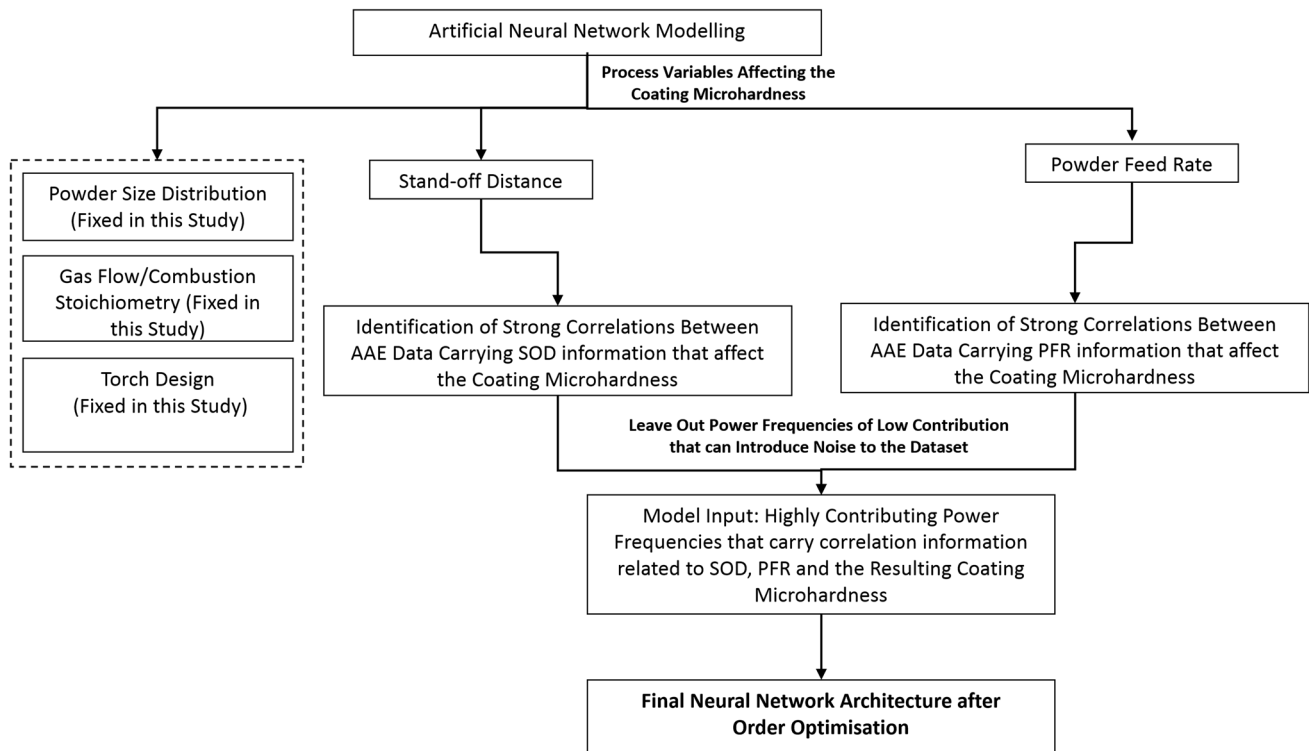 Artificial Neural Network Modelling
Process Variables Affecting the
Coating Microhardness
Powder Size Distribution
(Fixed in this Study)
Gas Flow/Combustion
Stoichiometry (Fixed in
this Study)
Torch Design
(Fixed in this Study)
Stand-off Distance
Powder Feed Rate
Identification of Strong Correlations Between
AAE Data Carrying SOD information that affect
the Coating Microhardness
Identification of Strong Correlations Between
AAE Data Carrying PFR information that affect
the Coating Microhardness
Leave Out Power Frequencies of Low Contribution
that can Introduce Noise to the Dataset
Model Input: Highly Contributing Power
Frequencies that carry correlation information
related to SOD, PFR and the Resulting Coating
Microhardness
Final Neural Network Architecture after
Order Optimisation